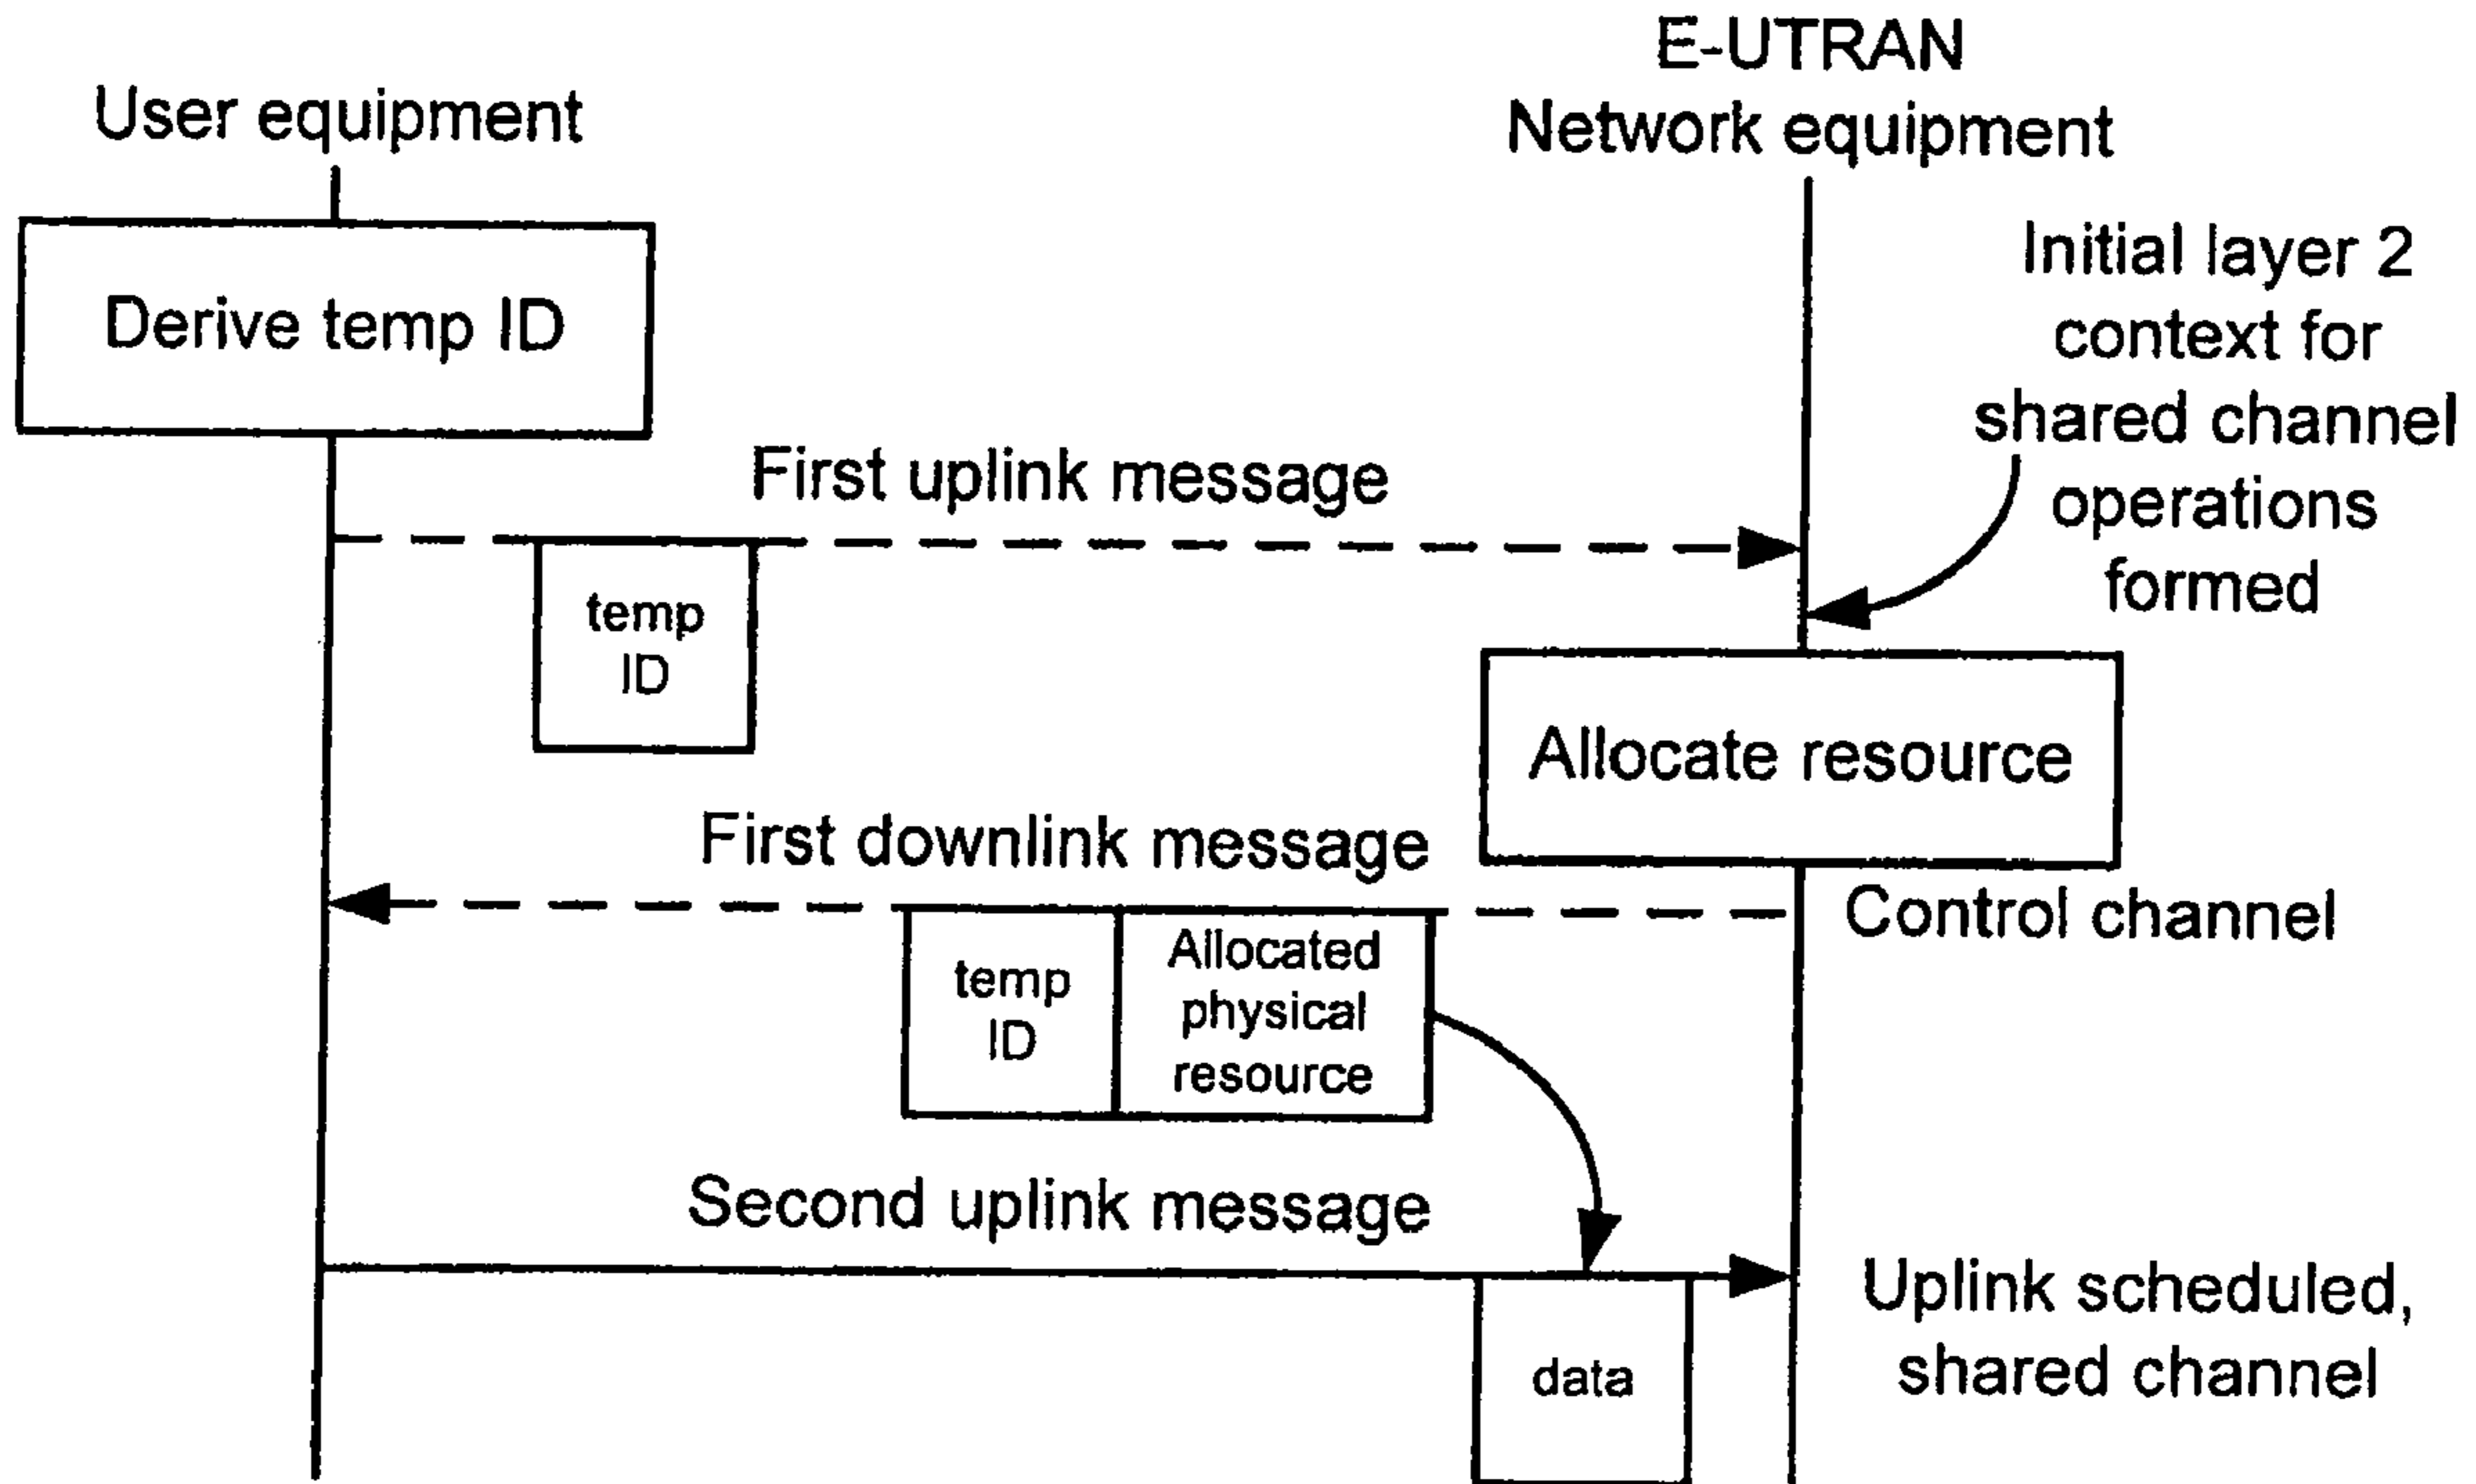 User equipment
E-UTRAN
Network equipment
Derive temp ID
Initial layer 2
context for
shared channel
operations
formed
First uplink message
temp
ID
Allocate resource
First downlink message
Control channel
temp
ID
Allocated
physical
resource
Second uplink message
Uplink scheduled,
shared channel
data